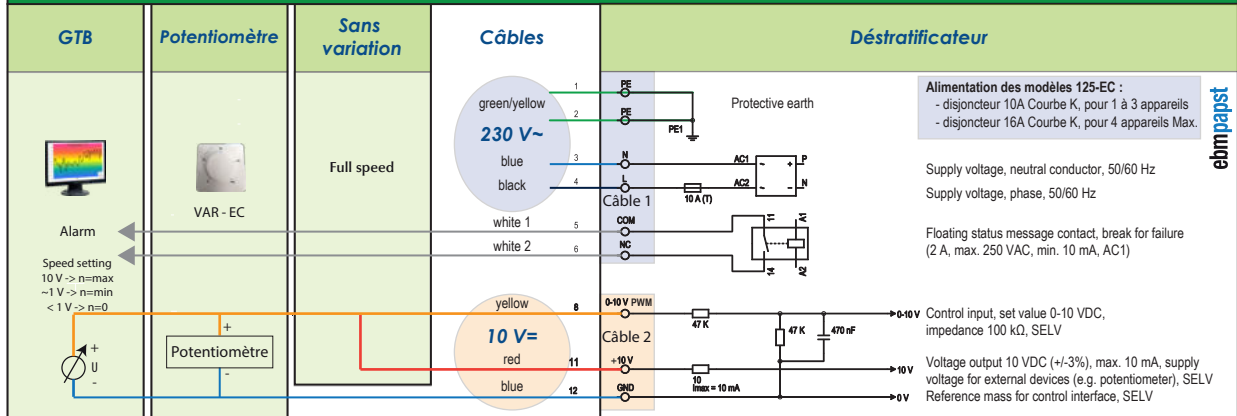 GTB
Potentiomètre
Sans
variation
Câbles
Déstratificateur
VAR - EC
Full speed
Alarm
Speed setting
10 V -> n=max
~1 V -> n=min
< 1 V -> n=0
+
U
-
+
Potentiomètre
-
green/yellow
230 V~
blue
black
white 1
white 2
yellow
10 V=
red
blue
1
2
3
4
5
6
8
11
12
PE
PE
N
L
Câble 1
COM
NC
0-10 V PWM
Câble 2
+10 V
GND
PE1
Protective earth
10 A (T)
AC1
AC2
-
+
-
-
P
N
11
14
A1
A2
47 K
47 K
470 nF
10
Imax = 10 mA
0-10 V
10 V
0 V
Alimentation des modèles 125-EC :
- disjoncteur 10A Courbe K, pour 1 à 3 appareils
- disjoncteur 16A Courbe K, pour 4 appareils Max.
ebmpapst
Supply voltage, neutral conductor, 50/60 Hz
Supply voltage, phase, 50/60 Hz
Floating status message contact, break for failure
(2 A, max. 250 VAC, min. 10 mA, AC1)
Control input, set value 0-10 VDC,
impedance 100 kΩ, SELV
Voltage output 10 VDC (+/-3%), max. 10 mA, supply
voltage for external devices (e.g. potentiometer), SELV
Reference mass for control interface, SELV